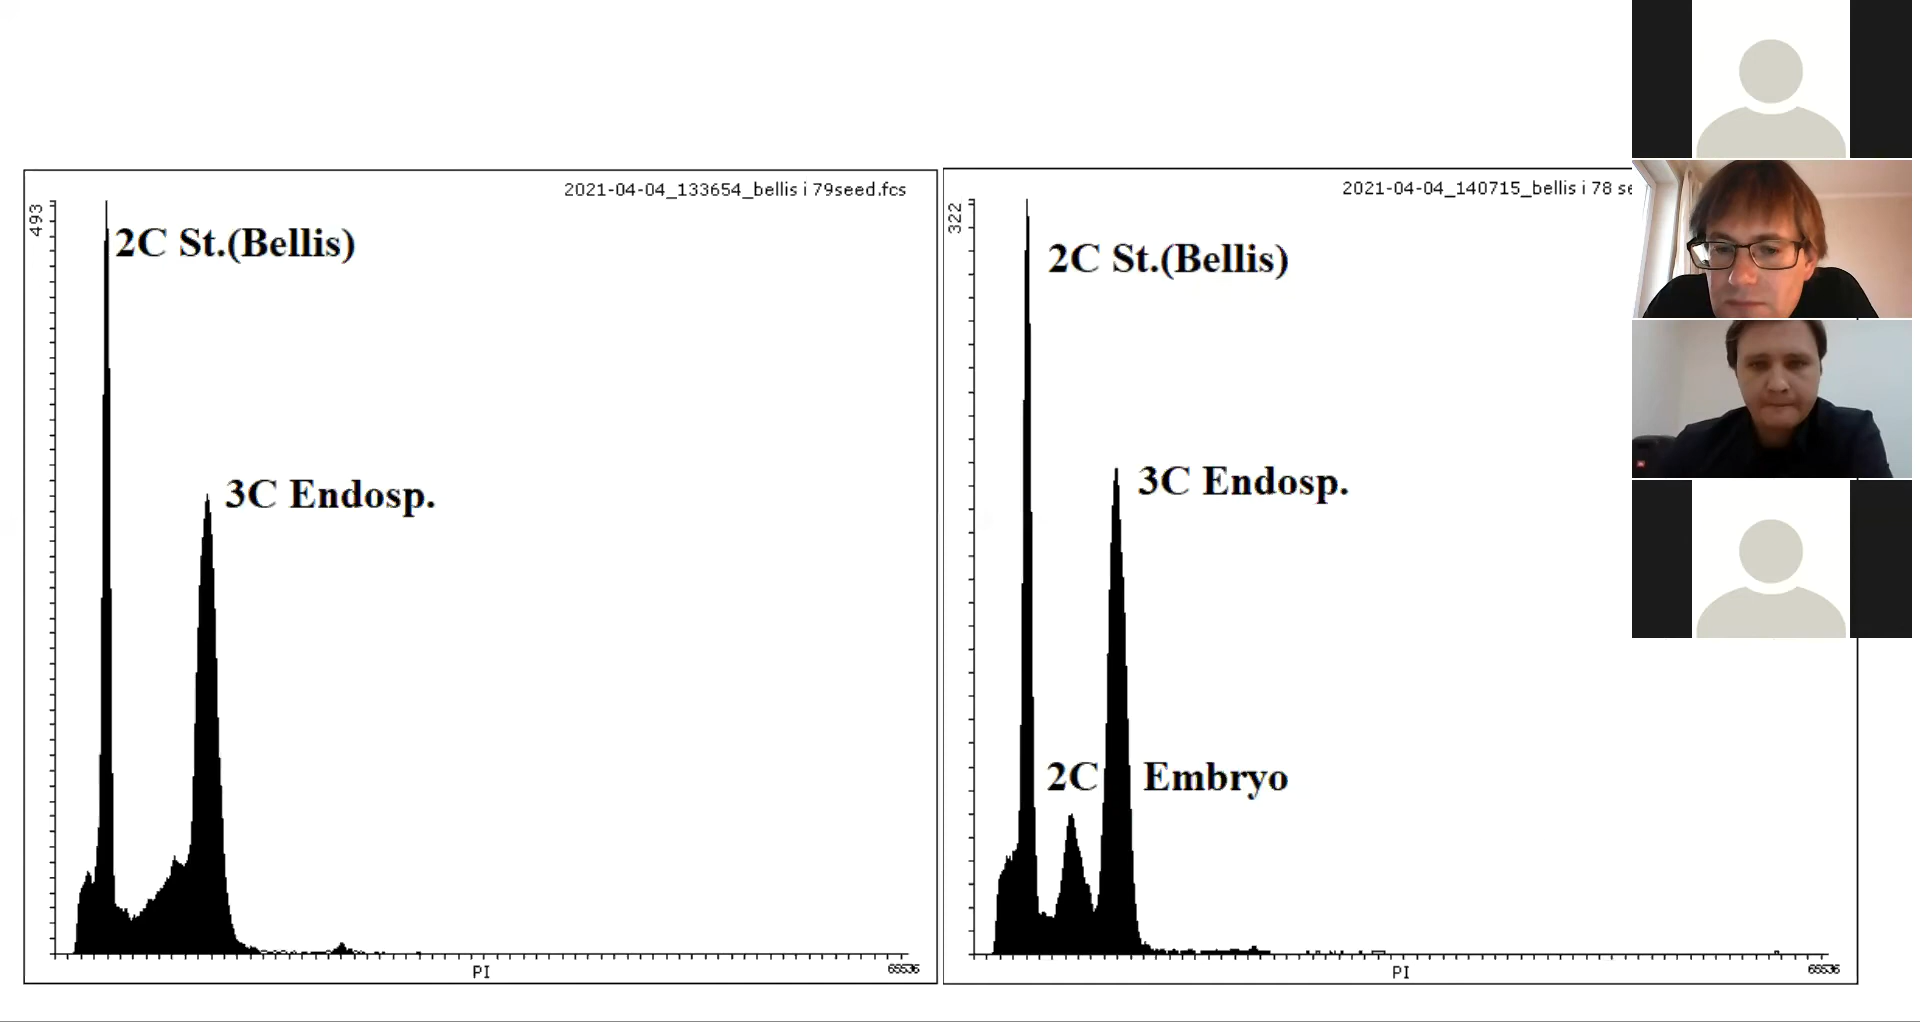 2021-04-04_133654_bellis i 79seed.fcs
493
2C St.(Bellis)
3C Endosp.
PI
65536
2021-04-04_140715_bellis i 78
322
2C St.(Bellis)
3C Endosp.
2C Embryo
PI
65536